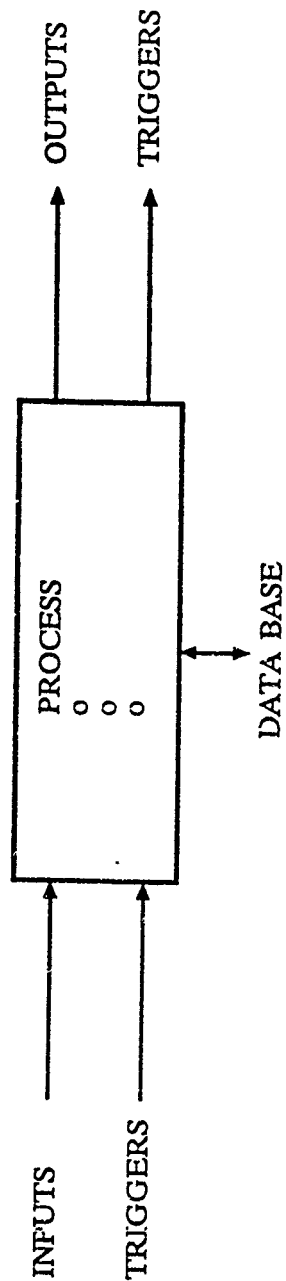 INPUTS
TRIGGERS
PROCESS
o
o
o
OUTPUTS
TRIGGERS
DATA BASE